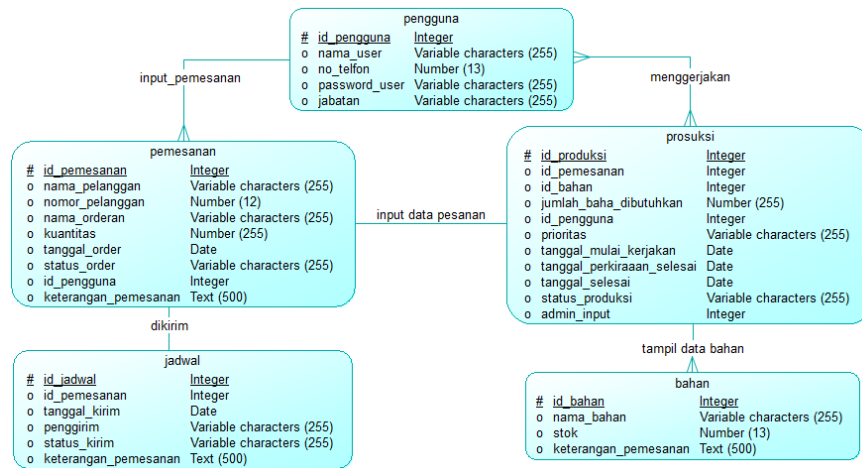 pengguna
# id_pengguna Integer
o nama_user Variable characters (255)
o no_telfon Number (13)
o password_user Variable characters (255)
o jabatan Variable characters (255)
input_pemesanan
menggerjakan
pemesanan
# id_pemesanan Integer
o nama_pelanggan Variable characters (255)
o nomor_pelanggan Number (12)
o nama_orderan Variable characters (255)
o kuantitas Number (255)
o tanggal_order Date
o status_order Variable characters (255)
o id_pengguna Integer
o keterangan_pemesanan Text (500)
input data pesanan
prosuksi
# id_produksi Integer
o id_pemesanan Integer
o id_bahan Integer
o jumlah_baha_dibutuhkan Number (255)
o id_pengguna Integer
o prioritas Variable characters (255)
o tanggal_mulai_kerjakan Date
o tanggal_perkiraaan_selesai Date
o tanggal_selesai Date
o status_produksi Variable characters (255)
o admin_input Integer
dikirim
tampil data bahan
jadwal
# id_jadwal Integer
o id_pemesanan Integer
o tanggal_kirim Date
o penggirim Variable characters (255)
o status_kirim Variable characters (255)
o keterangan_pemesanan Text (500)
bahan
# id_bahan Integer
o nama_bahan Variable characters (255)
o stok Number (13)
o keterangan_pemesanan Text (500)